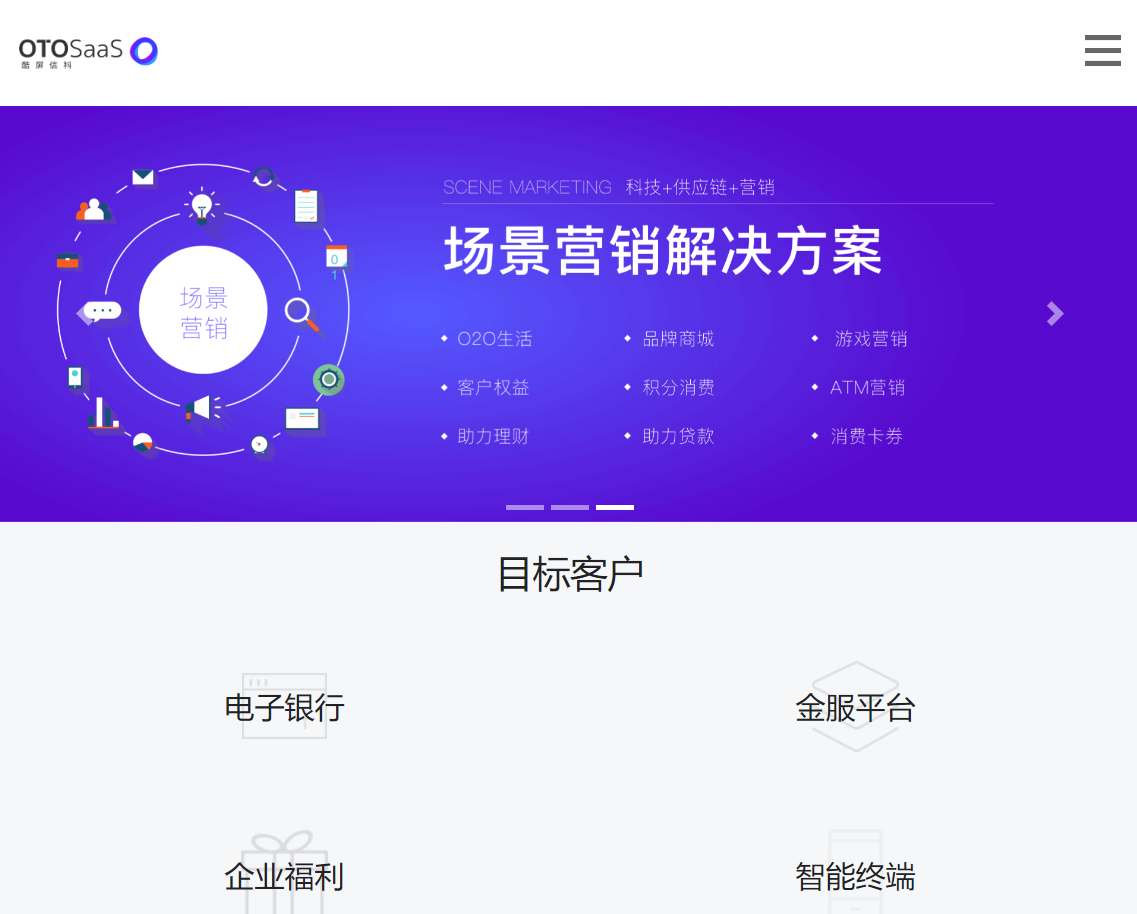 OTOSaaS
酷屏信科
SCENE MARKETING 科技+供应链+营销
场景营销解决方案
场景
营销
01
O2O生活 品牌商城 游戏营销
客户权益 积分消费 ATM营销
助力理财 助力贷款 消费卡券
目标客户
电子银行 金服平台
企业福利 智能终端